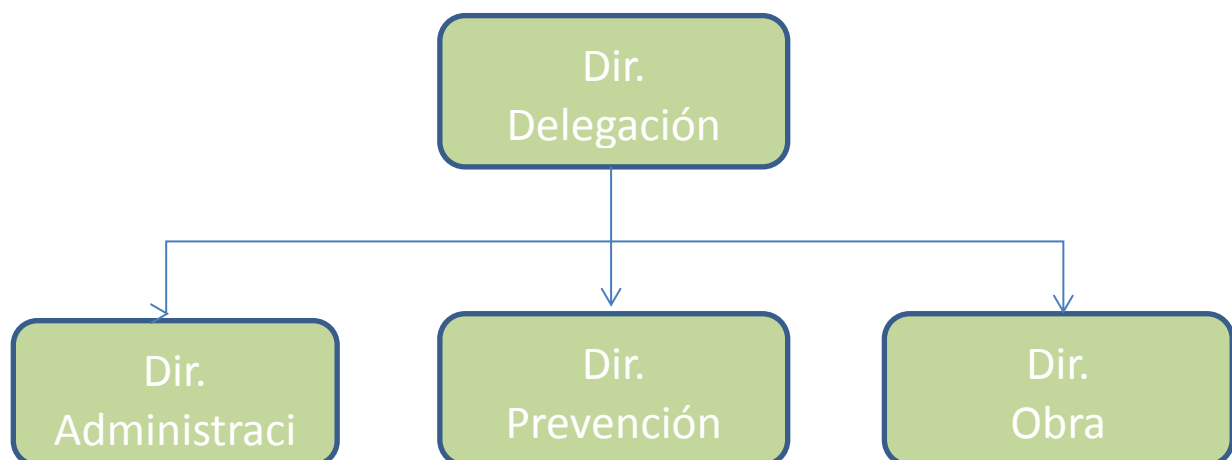 Dir.
Delegación
Dir.
Administraci
Dir.
Prevención
Dir.
Obra